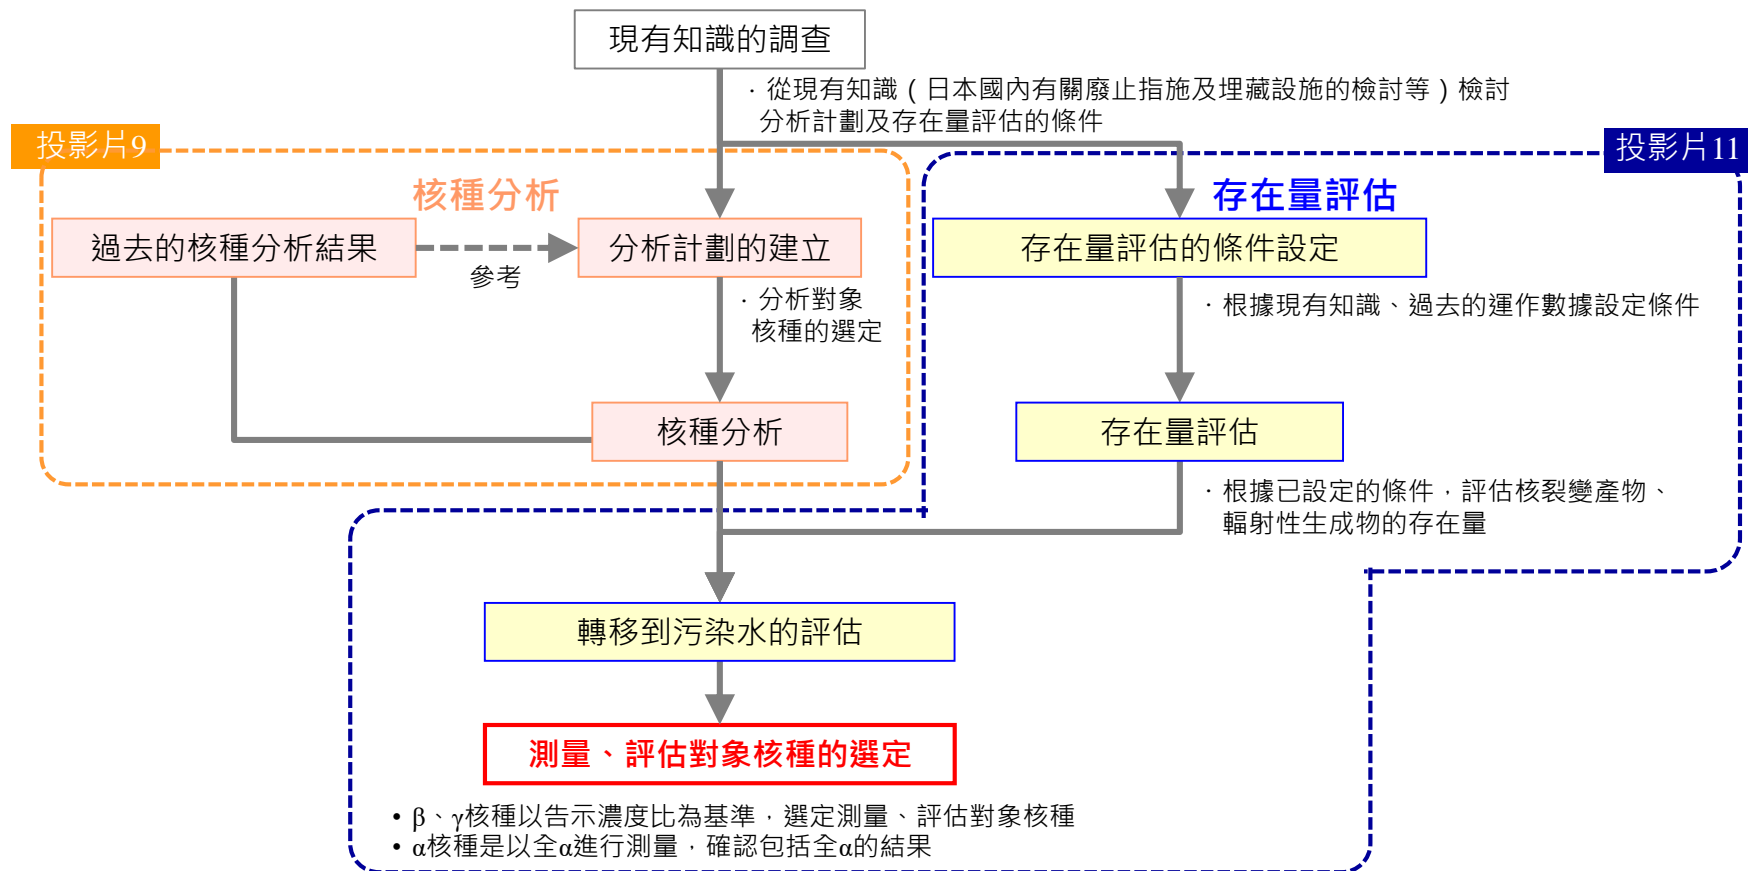 現有知識的調查
· 從現有知識（日本國內有關廢止指施及埋藏設施的檢討等）檢討
分析計劃及存在量評估的條件
投影片9
投影片11
核種分析
存在量評估
過去的核種分析結果
參考
分析計劃的建立
存在量評估的條件設定
· 分析對象
核種的選定
· 根據現有知識、過去的運作數據設定條件
核種分析
存在量評估
· 根據已設定的條件，評估核裂變產物、
輻射性生成物的存在量
轉移到污染水的評估
測量、評估對象核種的選定
• β、γ核種以告示濃度比為基準，選定測量、評估對象核種
• α核種是以全α進行測量，確認包括全α的結果